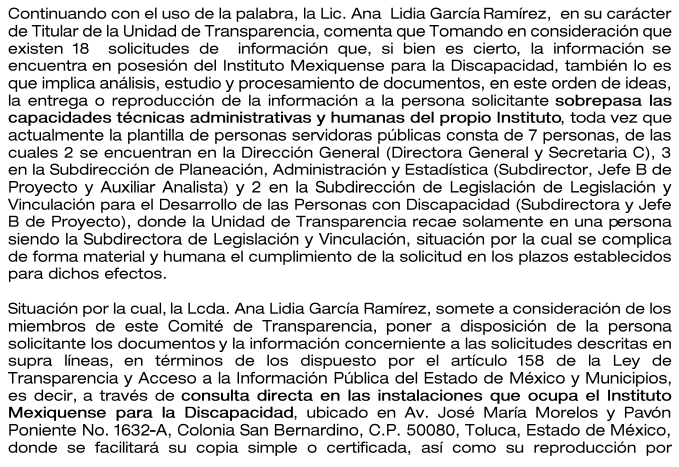 Continuando con el uso de la palabra, la Lic. Ana Lidia García Ramírez, en su carácter
de Titular de la Unidad de Transparencia, comenta que Tomando en consideración que
existen 18 solicitudes de información que, si bien es cierto, la información se
encuentra en posesión del Instituto Mexiquense para la Discapacidad, también lo es
que implica análisis, estudio y procesamiento de documentos, en este orden de ideas,
la entrega o reproducción de la información a la persona solicitante sobrepasa las
capacidades técnicas administrativas y humanas del propio Instituto, toda vez que
actualmente la plantilla de personas servidoras públicas consta de 7 personas, de las
cuales 2 se encuentran en la Dirección General (Directora General y Secretaria C), 3
en la Subdirección de Planeación, Administración y Estadística (Subdirector, Jefe B de
Proyecto y Auxiliar Analista) y 2 en la Subdirección de Legislación de Legislación y
Vinculación para el Desarrollo de las Personas con Discapacidad (Subdirectora y Jefe
B de Proyecto), donde la Unidad de Transparencia recae solamente en una persona
siendo la Subdirectora de Legislación y Vinculación, situación por la cual se complica
de forma material y humana el cumplimiento de la solicitud en los plazos establecidos
para dichos efectos.
Situación por la cual, la Lcda. Ana Lidia García Ramírez, somete a consideración de los
miembros de este Comité de Transparencia, poner a disposición de la persona
solicitante los documentos y la información concerniente a las solicitudes descritas en
supra líneas, en términos de los dispuesto por el artículo 158 de la Ley de
Transparencia y Acceso a la Información Pública del Estado de México y Municipios,
es decir, a través de consulta directa en las instalaciones que ocupa el Instituto
Mexiquense para la Discapacidad, ubicado en Av. José María Morelos y Pavón
Poniente No. 1632-A, Colonia San Bernardino, C.P. 50080, Toluca, Estado de México,
donde se facilitará su copia simple o certificada, así como su reproducción por